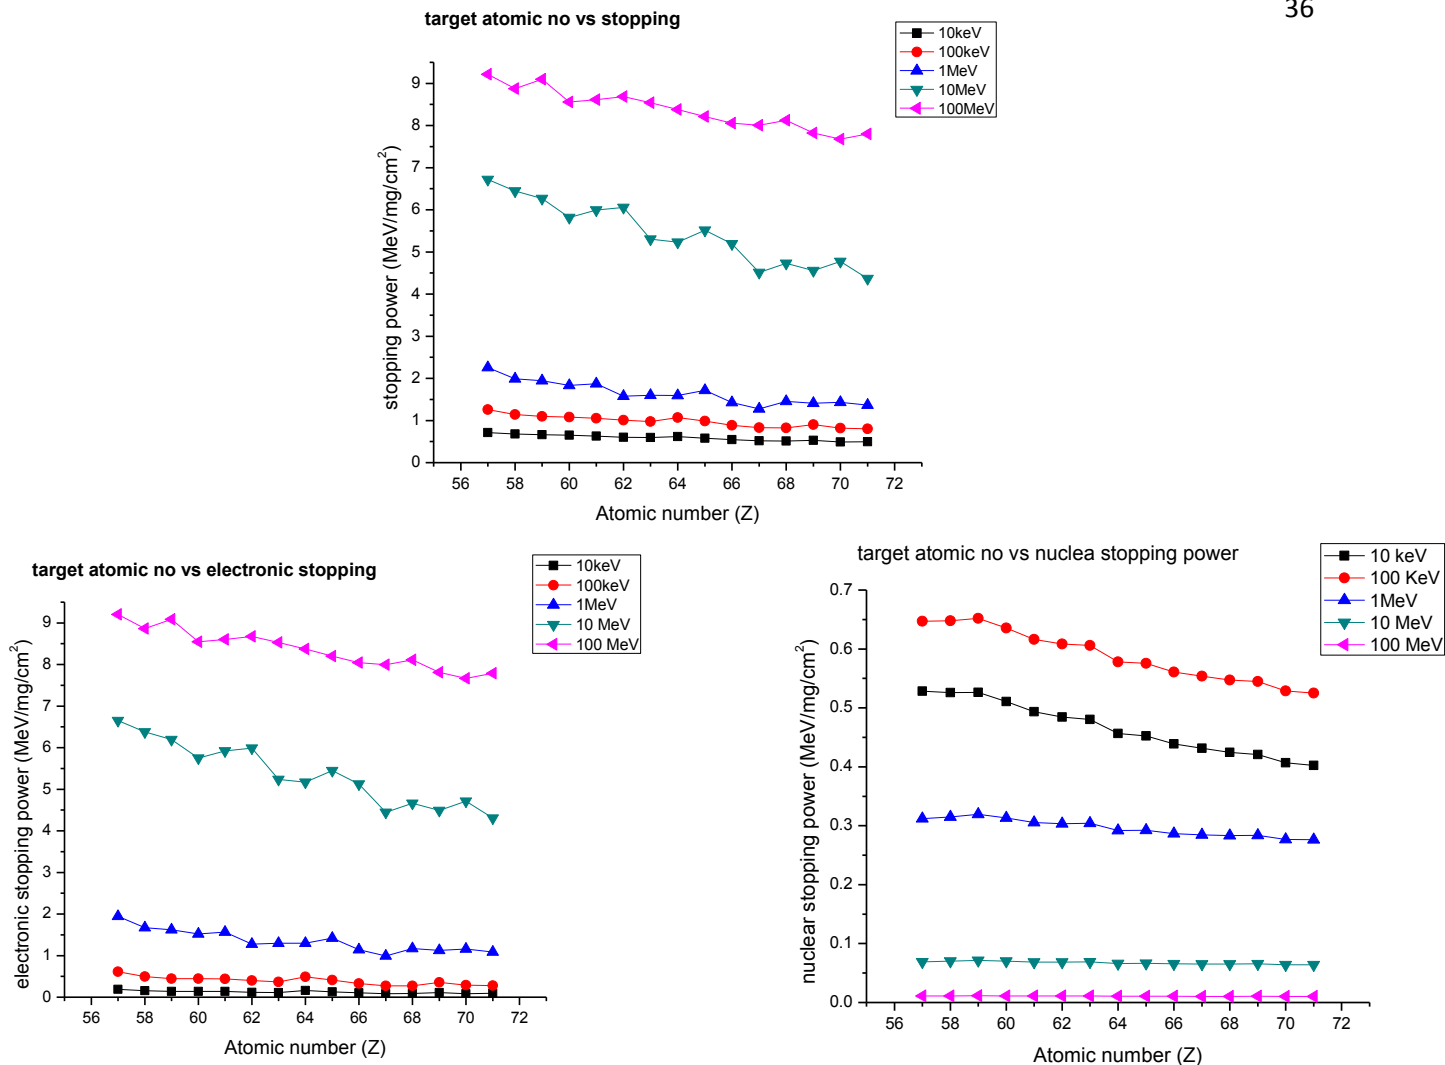 36
target atomic no vs stopping
10keV
100keV
1MeV
10MeV
100MeV
9
8
7
6
5
4
3
2
1
0
stopping power (MeV/mg/cm²)
56 58 60 62 64 66 68 70 72
Atomic number (Z)
target atomic no vs electronic stopping
10keV
100keV
1MeV
10 MeV
100 MeV
9
8
7
6
5
4
3
2
1
0
electronic stopping power (MeV/mg/cm²)
56 58 60 62 64 66 68 70 72
Atomic number (Z)
target atomic no vs nuclea stopping power
10 keV
100 KeV
1MeV
10 MeV
100 MeV
0.7
0.6
0.5
0.4
0.3
0.2
0.1
0.0
nuclear stopping power (MeV/mg/cm²)
56 58 60 62 64 66 68 70 72
Atomic number (Z)